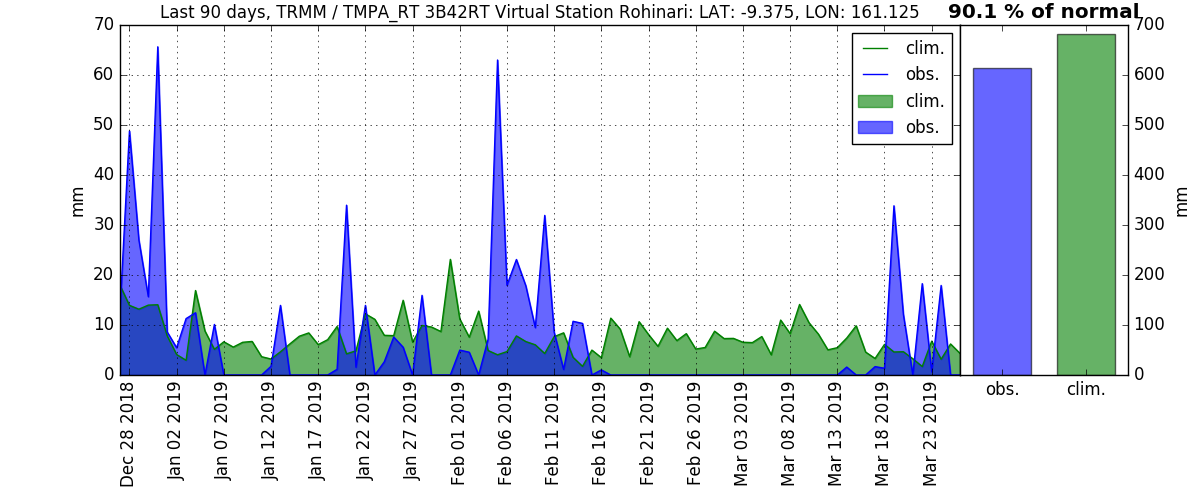 Last 90 days, TRMM / TMPA_RT 3B42RT Virtual Station Rohinari: LAT: -9.375, LON: 161.125
90.1 % of normal
70
60
50
40
30
20
10
0
mm
clim.
obs.
clim.
obs.
Dec 28 2018
Jan 02 2019
Jan 07 2019
Jan 12 2019
Jan 17 2019
Jan 22 2019
Jan 27 2019
Feb 01 2019
Feb 06 2019
Feb 11 2019
Feb 16 2019
Feb 21 2019
Feb 26 2019
Mar 03 2019
Mar 08 2019
Mar 13 2019
Mar 18 2019
Mar 23 2019
700
600
500
400
300
200
100
0
mm
obs.
clim.